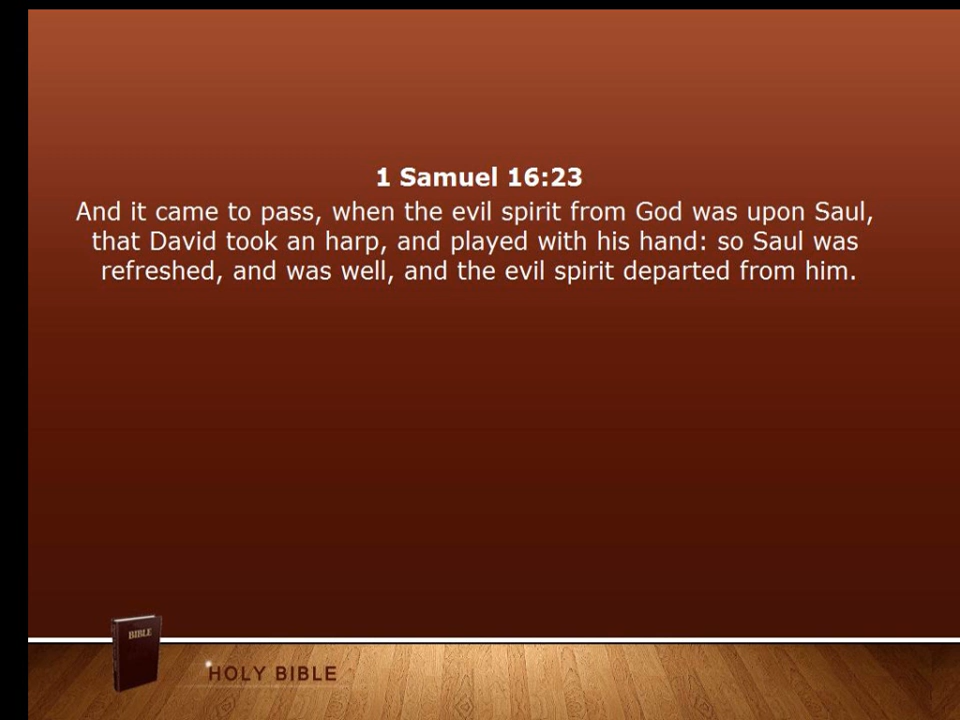 1 Samuel 16:23
And it came to pass, when the evil spirit from God was upon Saul,
that David took an harp, and played with his hand: so Saul was
refreshed, and was well, and the evil spirit departed from him.
BIBLE
HOLY BIBLE